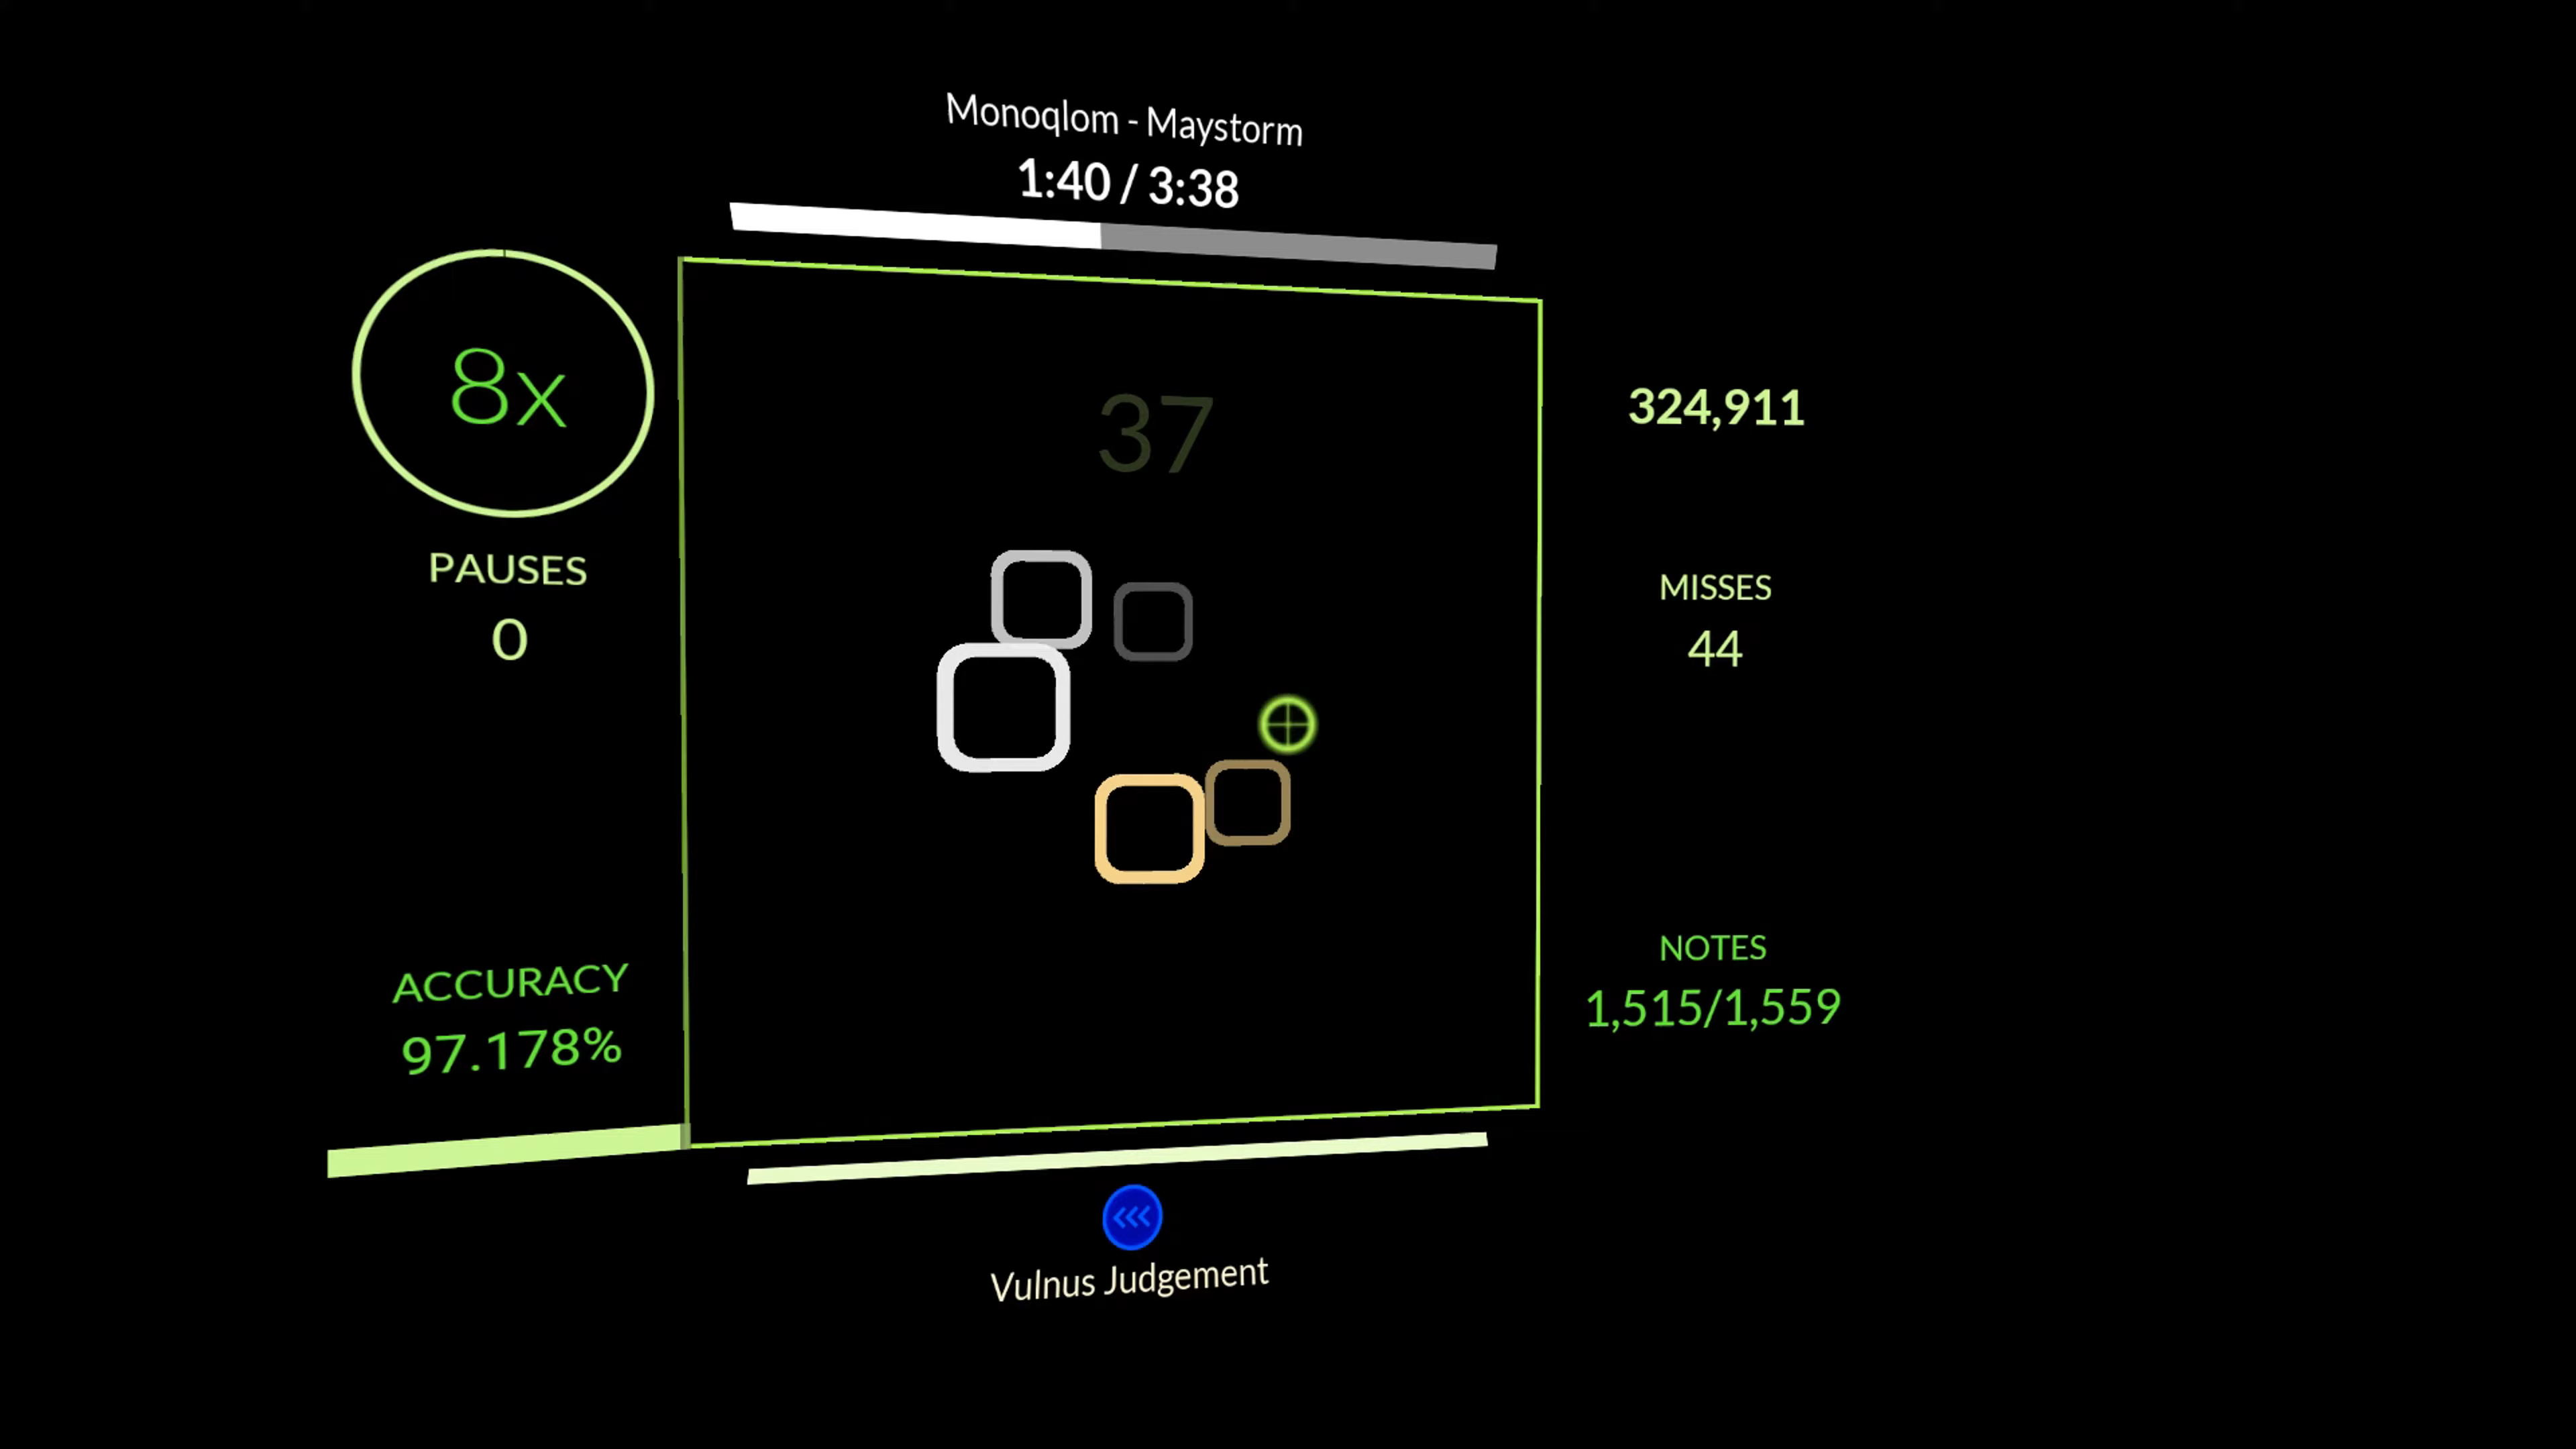 Monoqlom - Maystorm
1:40 / 3:38
8x
37
324,911
PAUSES
0
MISSES
44
ACCURACY
97.178%
NOTES
1,515/1,559
Vulnus Judgement